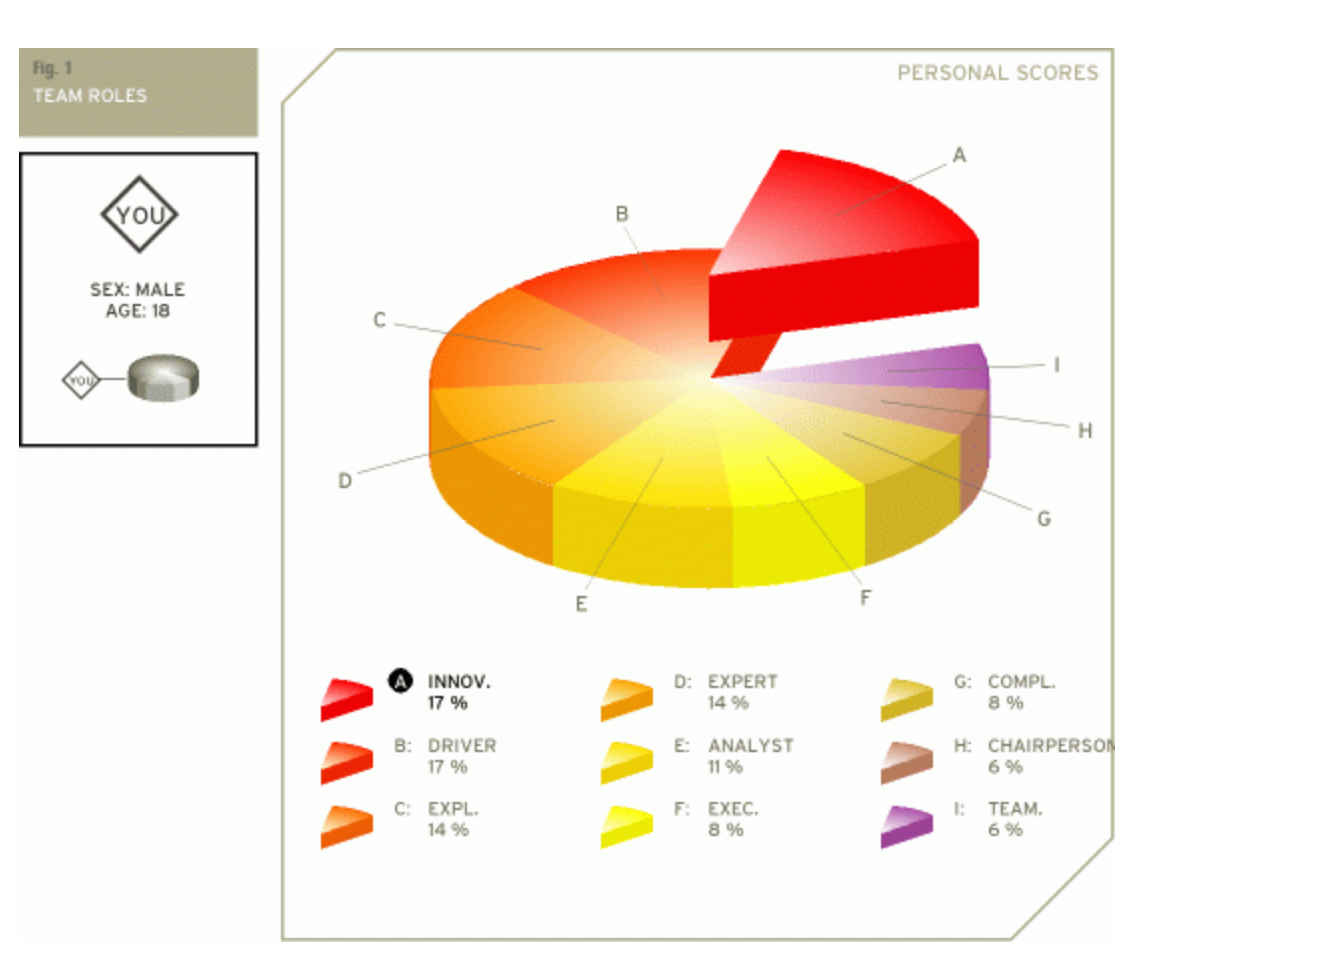 Fig. 1
TEAM ROLES
YOU
SEX: MALE
AGE: 18
YOU
PERSONAL SCORES
A
B
C
I
H
D
G
E
F
A INNOV.
17 %
B: DRIVER
17 %
C: EXPL.
14 %
D: EXPERT
14 %
E: ANALYST
11 %
F: EXEC.
8 %
G: COMPL.
8 %
H: CHAIRPERSON
6 %
I: TEAM.
6 %